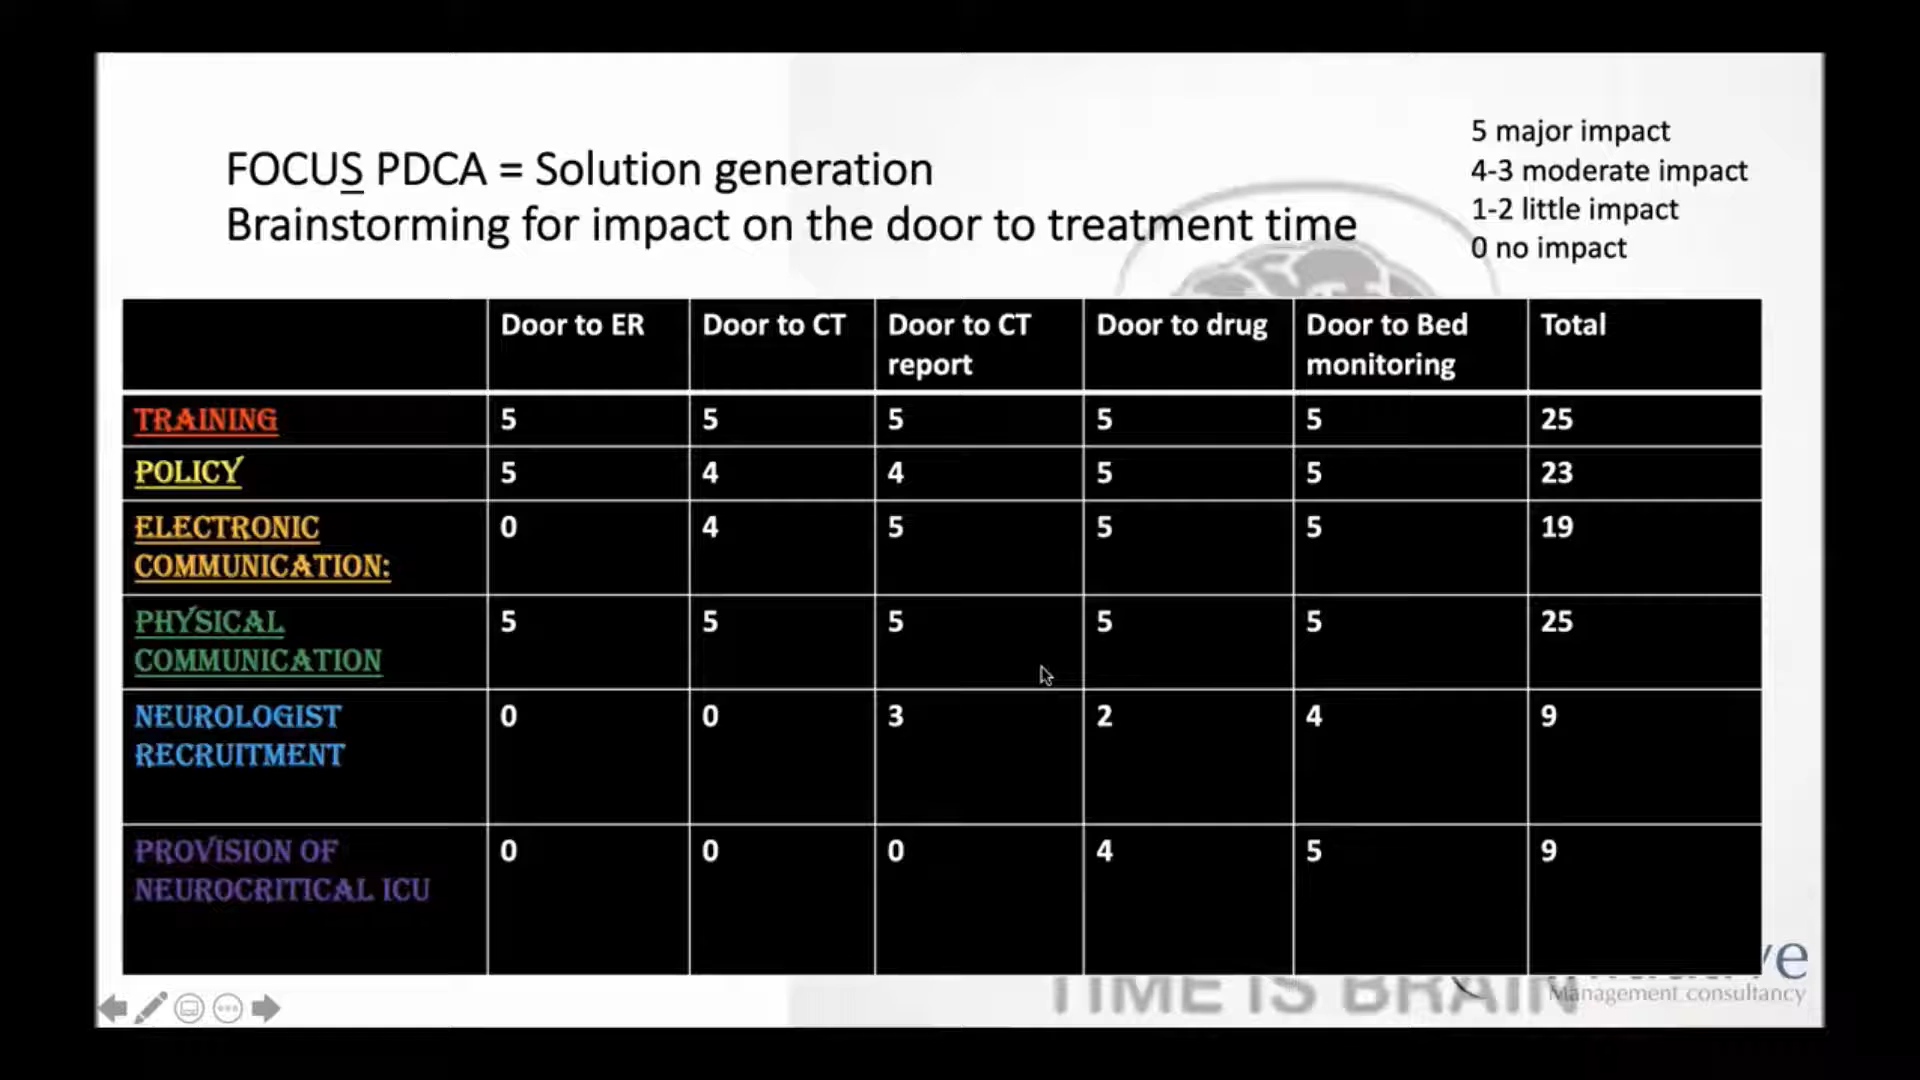 5 major impact
4-3 moderate impact
1-2 little impact
0 no impact
FOCUS PDCA = Solution generation
Brainstorming for impact on the door to treatment time
Door to ER Door to CT Door to CT report Door to drug Door to Bed monitoring Total
TRAINING 5 5 5 5 5 25
POLICY 5 4 4 5 5 23
ELECTRONIC COMMUNICATION: 0 4 5 5 5 19
PHYSICAL COMMUNICATION 5 5 5 5 5 25
NEUROLOGIST RECRUITMENT 0 0 3 2 4 9
PROVISION OF NEUROCRITICAL ICU 0 0 0 4 5 9
TIME IS BRAIN
Management consultancy